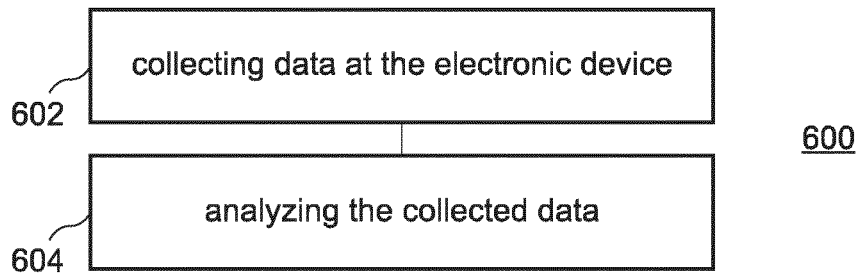 collecting data at the electronic device
602
600
analyzing the collected data
604